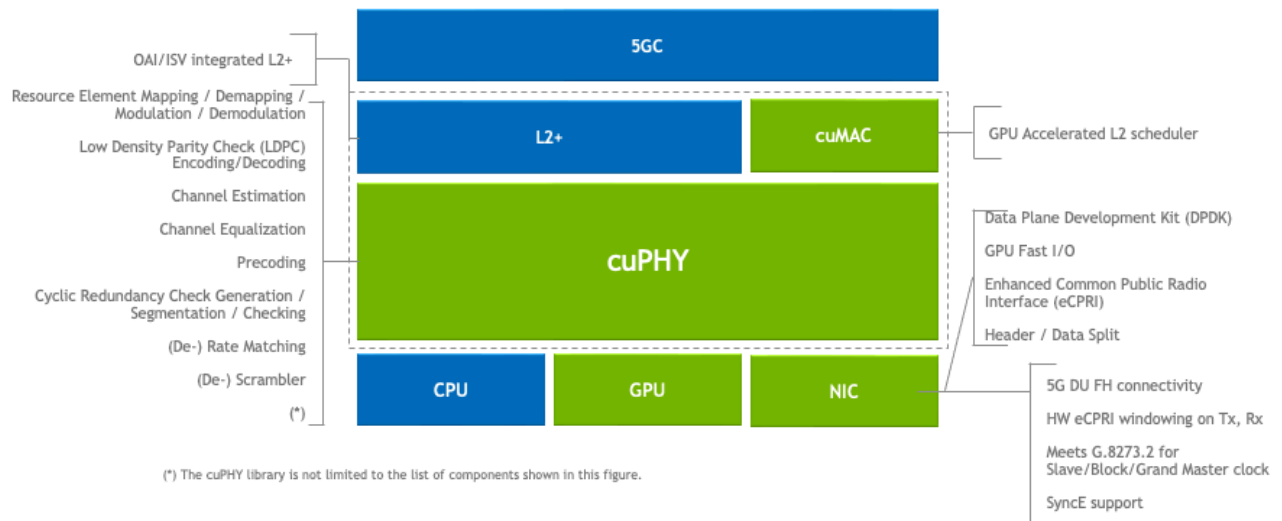 5GC
OAI/ISV integrated L2+
Resource Element Mapping / Demapping /
Modulation / Demodulation
Low Density Parity Check (LDPC)
Encoding/Decoding
Channel Estimation
Channel Equalization
Precoding
Cyclic Redundancy Check Generation /
Segmentation / Checking
(De-) Rate Matching
(De-) Scrambler
(*)
L2+
cuMAC
GPU Accelerated L2 scheduler
cuPHY
Data Plane Development Kit (DPDK)
GPU Fast I/O
Enhanced Common Public Radio
Interface (eCPRI)
Header / Data Split
CPU
GPU
NIC
5G DU FH connectivity
HW eCPRI windowing on Tx, Rx
Meets G.8273.2 for
Slave/Block/Grand Master clock
SyncE support
(*) The cuPHY library is not limited to the list of components shown in this figure.